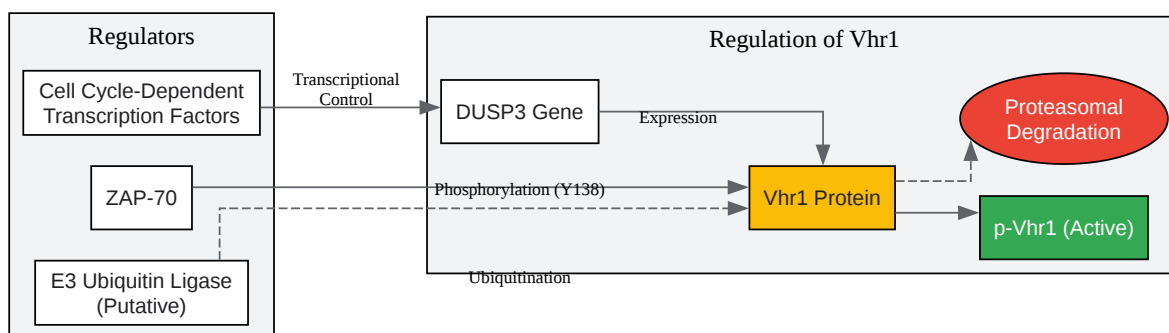 Regulators
Regulation of Vhr1
Cell Cycle-Dependent
Transcription Factors
Transcriptional
Control
DUSP3 Gene
Expression
Proteasomal
Degradation
ZAP-70
Phosphorylation (Y138)
Vhr1 Protein
p-Vhr1 (Active)
E3 Ubiquitin Ligase
(Putative)
Ubiquitination